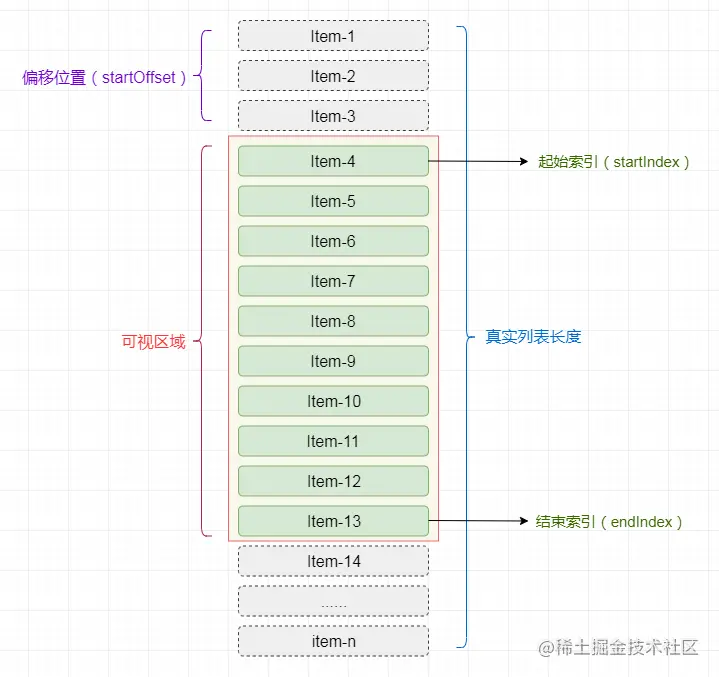 Item-1
Item-2
偏移位置（startOffset）
Item-3
Item-4
起始索引（startIndex）
Item-5
Item-6
Item-7
Item-8
可视区域
真实列表长度
Item-9
Item-10
Item-11
Item-12
Item-13
结束索引（endIndex）
Item-14
......
item-n
@稀土掘金技术社区